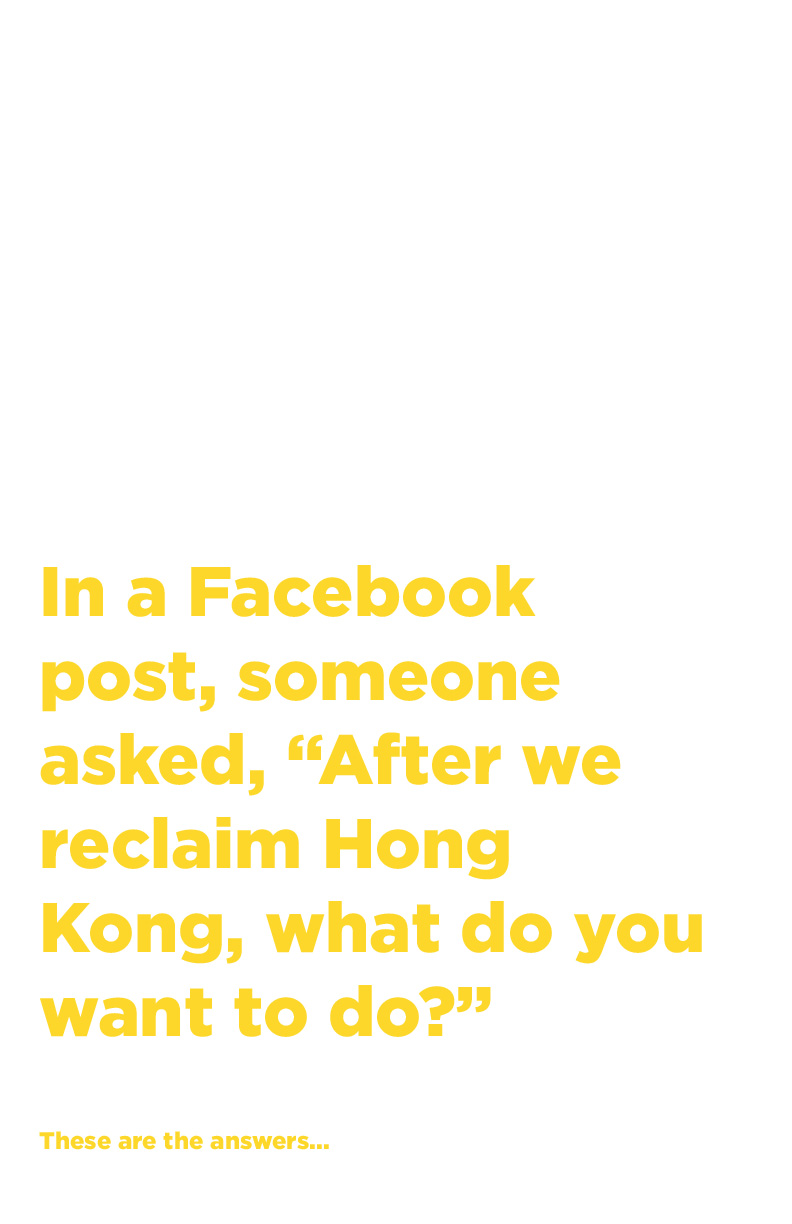 In a Facebook
post, someone
asked, “After we
reclaim Hong
Kong, what do you
want to do?”
These are the answers...